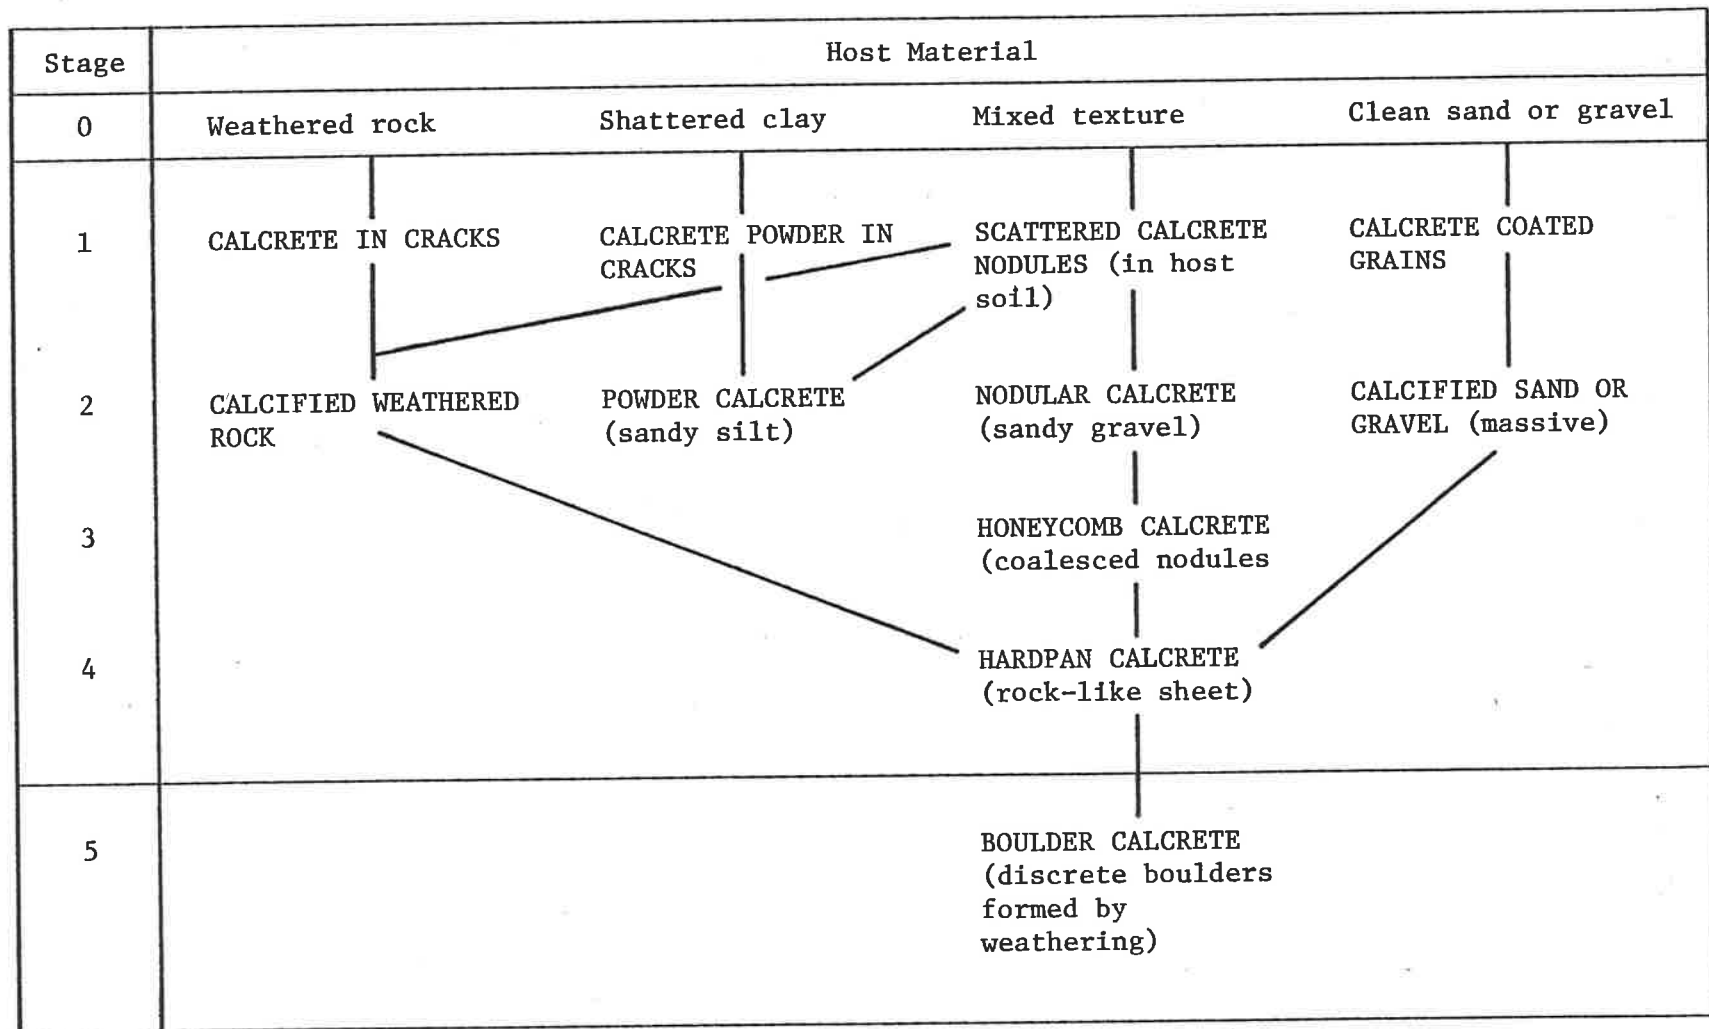 Stage
Host Material
0
Weathered rock
Shattered clay
Mixed texture
Clean sand or gravel
1
CALCRETE IN CRACKS
CALCRETE POWDER IN
CRACKS
SCATTERED CALCRETE
NODULES (in host
soil)
CALCRETE COATED
GRAINS
2
CALCIFIED WEATHERED
ROCK
POWDER CALCRETE
(sandy silt)
NODULAR CALCRETE
(sandy gravel)
CALCIFIED SAND OR
GRAVEL (massive)
3
HONEYCOMB CALCRETE
(coalesced nodules
4
HARDPAN CALCRETE
(rock-like sheet)
5
BOULDER CALCRETE
(discrete boulders
formed by
weathering)